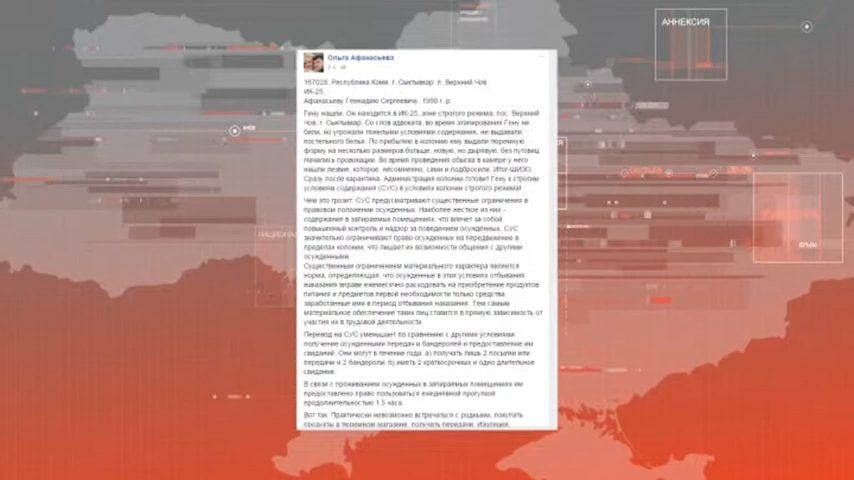 АННЕКСИЯ
Ольга Афанасьева
167028, Республика Коми, г. Сыктывкар, п. Верхний Чов,
ИК-25,
Афанасьеву Геннадию Сергеевичу, 1990 г. р.
Гену нашли. Он находится в ИК-25, зоне строгого режима, пос. Верхний
Чов, г. Сыктывкар. Со слов адвоката, во время этапирования Гену не
били, но угрожали тяжелыми условиями содержания, не выдавали
постельного белья. По прибытию в колонию ему выдали тюремную
форму на несколько размеров больше, новую, но дырявую, без пуговиц.
Начались провокации. Во время проведения обыска в камере у него
нашли лезвие, которое, несомненно, сами и подбросили. Итог-ШИЗО.
Сразу после карантина. Администрация колонии готовит Гену к строгим
условиям содержания (СУС) в условиях колонии строгого режима!
Чем это грозит: СУС предусматривают существенные ограничения в
правовом положении осужденных. Наиболее жесткое из них -
содержание в запираемых помещениях, что влечет за собой
повышенный контроль и надзор за поведением осуждённых. СУС
значительно ограничивают право осужденных на передвижение в
пределах колонии, что лишает их возможности общения с другими
осужденными.
Существенным ограничением материального характера является
норма, определяющая, что осужденные в этих условиях отбывания
наказания вправе ежемесячно расходовать на приобретение продуктов
питания и предметов первой необходимости только средства,
заработанные ими в период отбывания наказания. Тем самым
материальное обеспечение таких лиц ставится в прямую зависимость от
участия их в трудовой деятельности.
Перевод на СУС уменьшает по сравнению с другими условиями
получение осужденными передач и бандеролей и предоставление им
свиданий. Они могут в течение года: а) получать лишь 2 посылки или
передачи и 2 бандероли; б) иметь 2 краткосрочных и одно длительное
свидание.
В связи с проживанием осужденных в запираемых помещениях им
предоставлено право пользоваться ежедневной прогулкой
продолжительностью 1,5 часа.
Вот так. Практически невозможно встречаться с родными, покупать
продукты в тюремном магазине, получать передачи. Изоляция
КИЕВ
НАЦИОНАЛ
КРЫМ